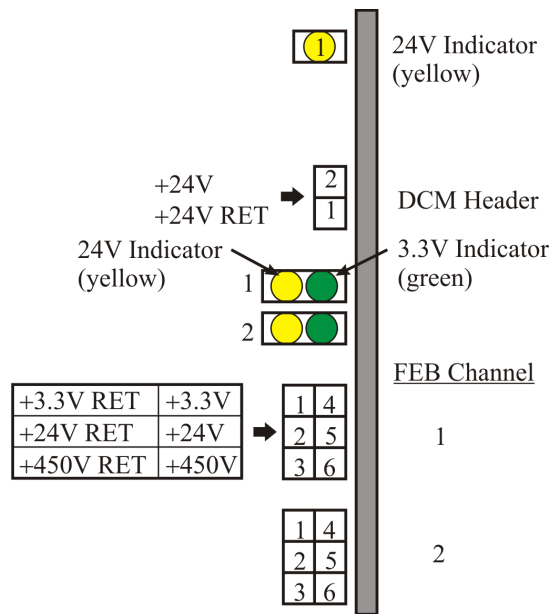 1
24V Indicator
(yellow)
+24V
+24V RET
2
1
DCM Header
24V Indicator
(yellow)
3.3V Indicator
(green)
1
2
FEB Channel
+3.3V RET +3.3V
+24V RET +24V
+450V RET +450V
1 4
2 5
3 6
1
1 4
2 5
3 6
2